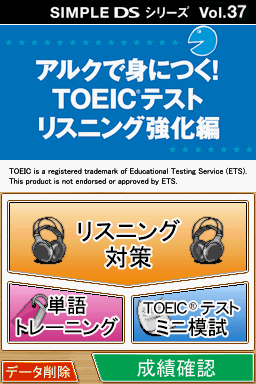 SIMPLE DS シリーズ Vol.37
アルクで身につく!
TOEIC®テスト
リスニング強化編
TOEIC is a registered trademark of Educational Testing Service (ETS).
This product is not endorsed or approved by ETS.
リスニング
対策
単語
トレーニング
TOEIC®テスト
ミニ模試
データ削除
成績確認